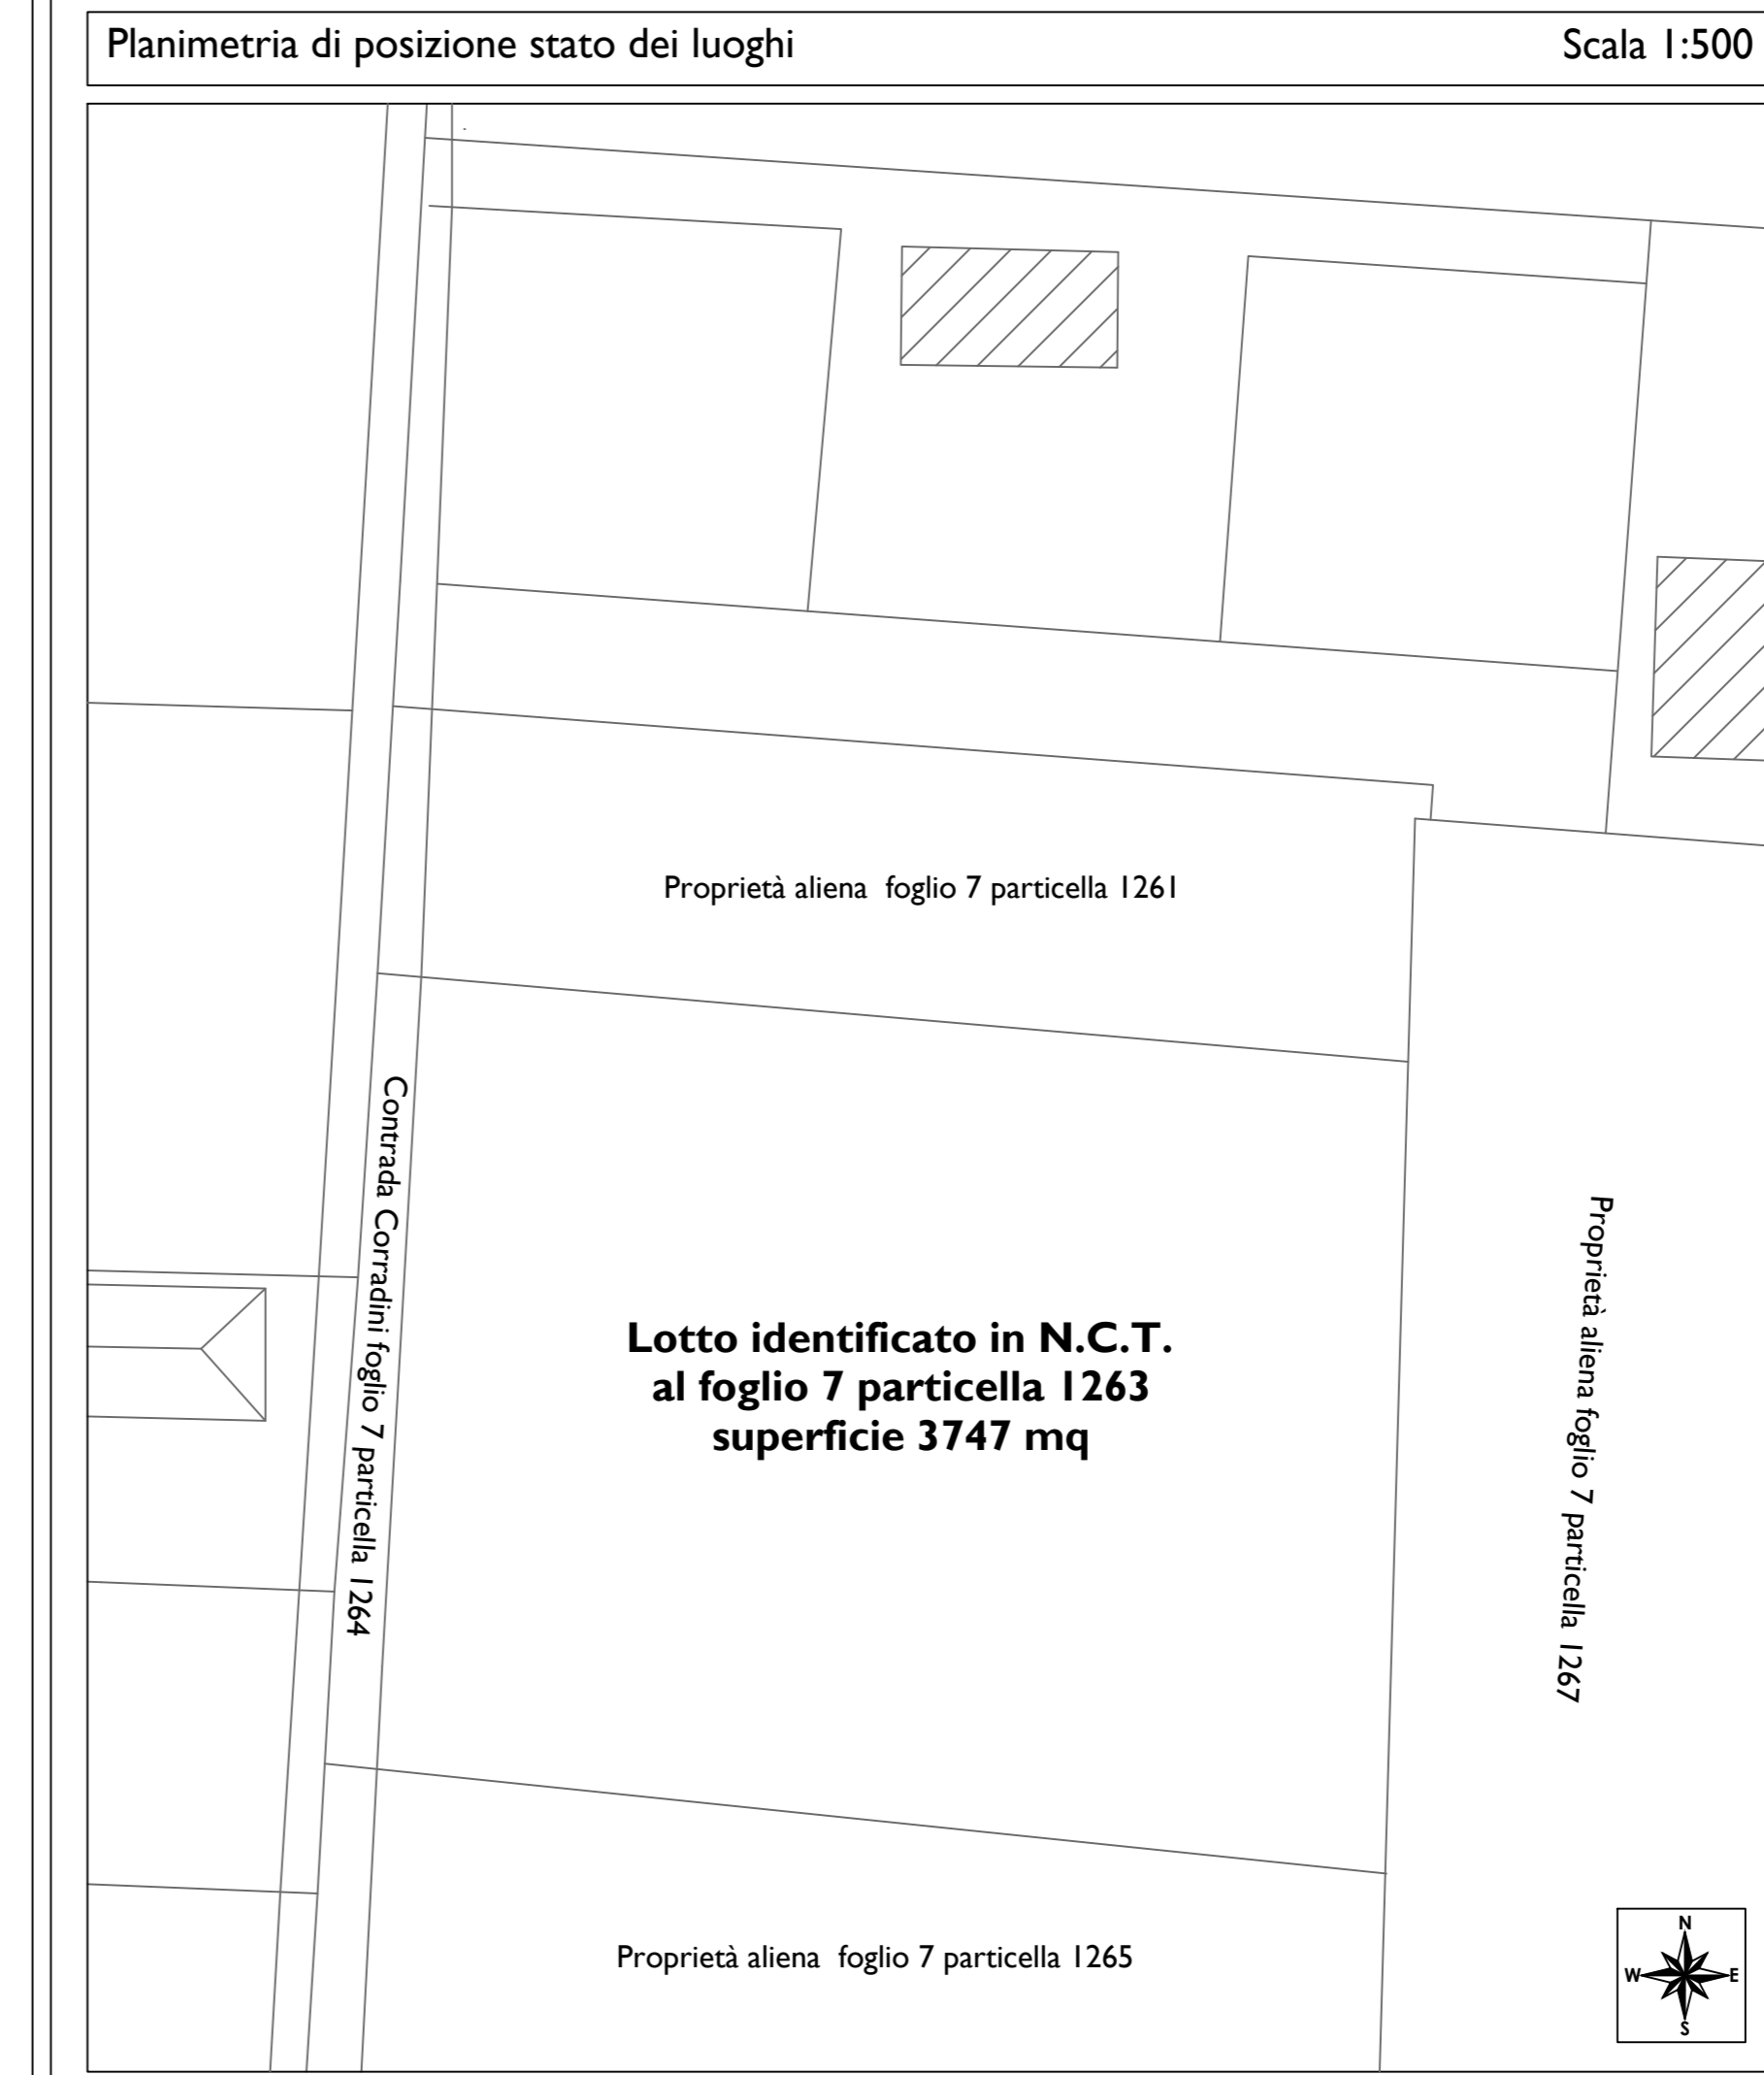 Planimetria di posizione stato dei luoghi
Scala 1:500
Proprietà aliena foglio 7 particella 1261
Contrada Corradini foglio 7 particella 1264
Lotto identificato in N.C.T.
al foglio 7 particella 1263
superficie 3747 mq
Proprietà aliena foglio 7 particella 1267
Proprietà aliena foglio 7 particella 1265
N
W
E
S